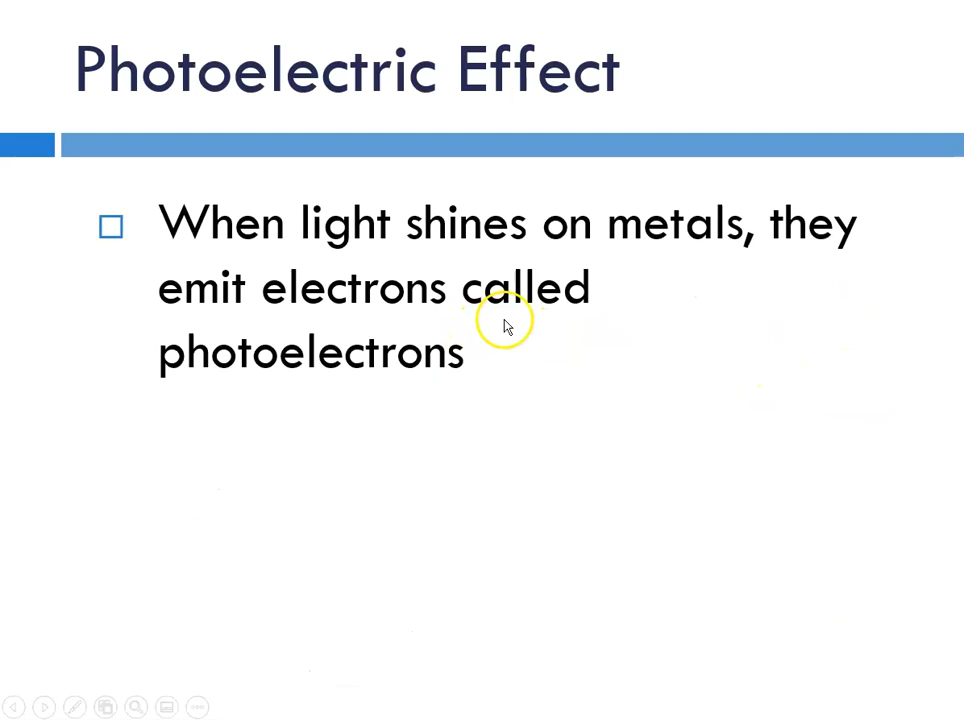 Photoelectric Effect
When light shines on metals, they
emit electrons called
photoelectrons